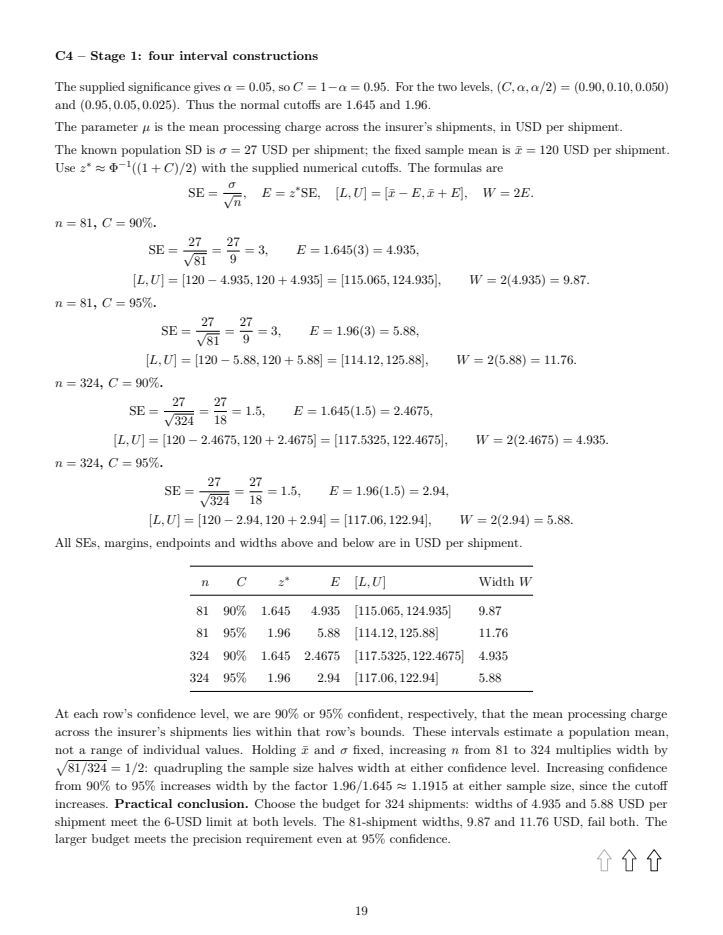 C4 – Stage 1: four interval constructions
The supplied significance gives α = 0.05, so C = 1−α = 0.95. For the two levels, (C, α, α/2) = (0.90, 0.10, 0.050)
and (0.95, 0.05, 0.025). Thus the normal cutoffs are 1.645 and 1.96.
The parameter μ is the mean processing charge across the insurer's shipments, in USD per shipment.
The known population SD is σ = 27 USD per shipment; the fixed sample mean is x̄ = 120 USD per shipment.
Use z* ≈ Φ⁻¹((1 + C)/2) with the supplied numerical cutoffs. The formulas are
SE = σ/√n, E = z*SE, [L, U] = [x̄ − E, x̄ + E], W = 2E.
n = 81, C = 90%.
SE = 27/√81 = 27/9 = 3, E = 1.645(3) = 4.935,
[L, U] = [120 − 4.935, 120 + 4.935] = [115.065, 124.935], W = 2(4.935) = 9.87.
n = 81, C = 95%.
SE = 27/√81 = 27/9 = 3, E = 1.96(3) = 5.88,
[L, U] = [120 − 5.88, 120 + 5.88] = [114.12, 125.88], W = 2(5.88) = 11.76.
n = 324, C = 90%.
SE = 27/√324 = 27/18 = 1.5, E = 1.645(1.5) = 2.4675,
[L, U] = [120 − 2.4675, 120 + 2.4675] = [117.5325, 122.4675], W = 2(2.4675) = 4.935.
n = 324, C = 95%.
SE = 27/√324 = 27/18 = 1.5, E = 1.96(1.5) = 2.94,
[L, U] = [120 − 2.94, 120 + 2.94] = [117.06, 122.94], W = 2(2.94) = 5.88.
All SEs, margins, endpoints and widths above and below are in USD per shipment.
n C z* E [L, U] Width W
81 90% 1.645 4.935 [115.065, 124.935] 9.87
81 95% 1.96 5.88 [114.12, 125.88] 11.76
324 90% 1.645 2.4675 [117.5325, 122.4675] 4.935
324 95% 1.96 2.94 [117.06, 122.94] 5.88
At each row's confidence level, we are 90% or 95% confident, respectively, that the mean processing charge
across the insurer's shipments lies within that row's bounds. These intervals estimate a population mean,
not a range of individual values. Holding x̄ and σ fixed, increasing n from 81 to 324 multiplies width by
√(81/324) = 1/2: quadrupling the sample size halves width at either confidence level. Increasing confidence
from 90% to 95% increases width by the factor 1.96/1.645 ≈ 1.1915 at either sample size, since the cutoff
increases. Practical conclusion. Choose the budget for 324 shipments: widths of 4.935 and 5.88 USD per
shipment meet the 6-USD limit at both levels. The 81-shipment widths, 9.87 and 11.76 USD, fail both. The
larger budget meets the precision requirement even at 95% confidence.
19